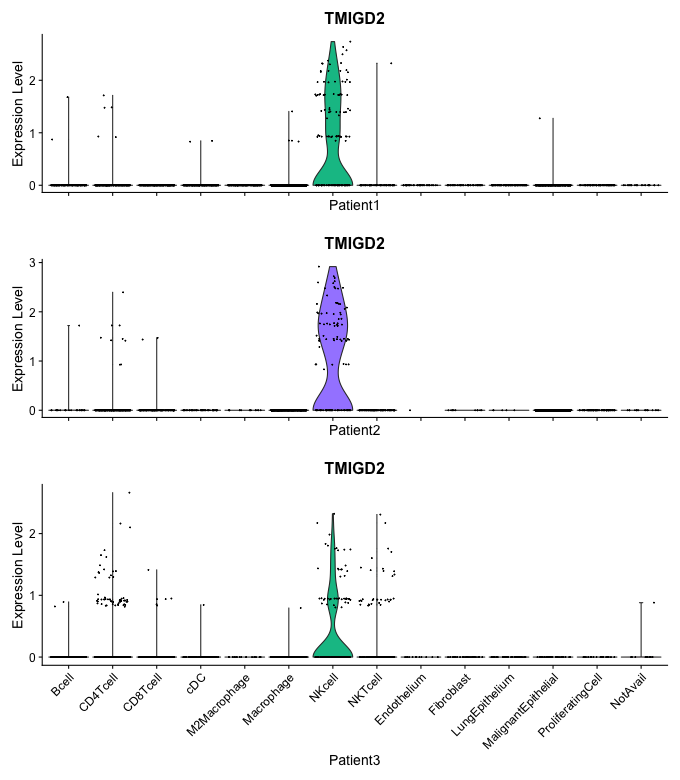 TMIGD2
Expression Level
2
1
0
Patient1
TMIGD2
Expression Level
3
2
1
0
Patient2
TMIGD2
Expression Level
2
1
0
Bcell
CD4Tcell
CD8Tcell
cDC
M2Macrophage
Macrophage
NKcell
NKTcell
Endothelium
Fibroblast
LungEpithelium
MalignantEpithelial
ProliferatingCell
NotAvail
Patient3